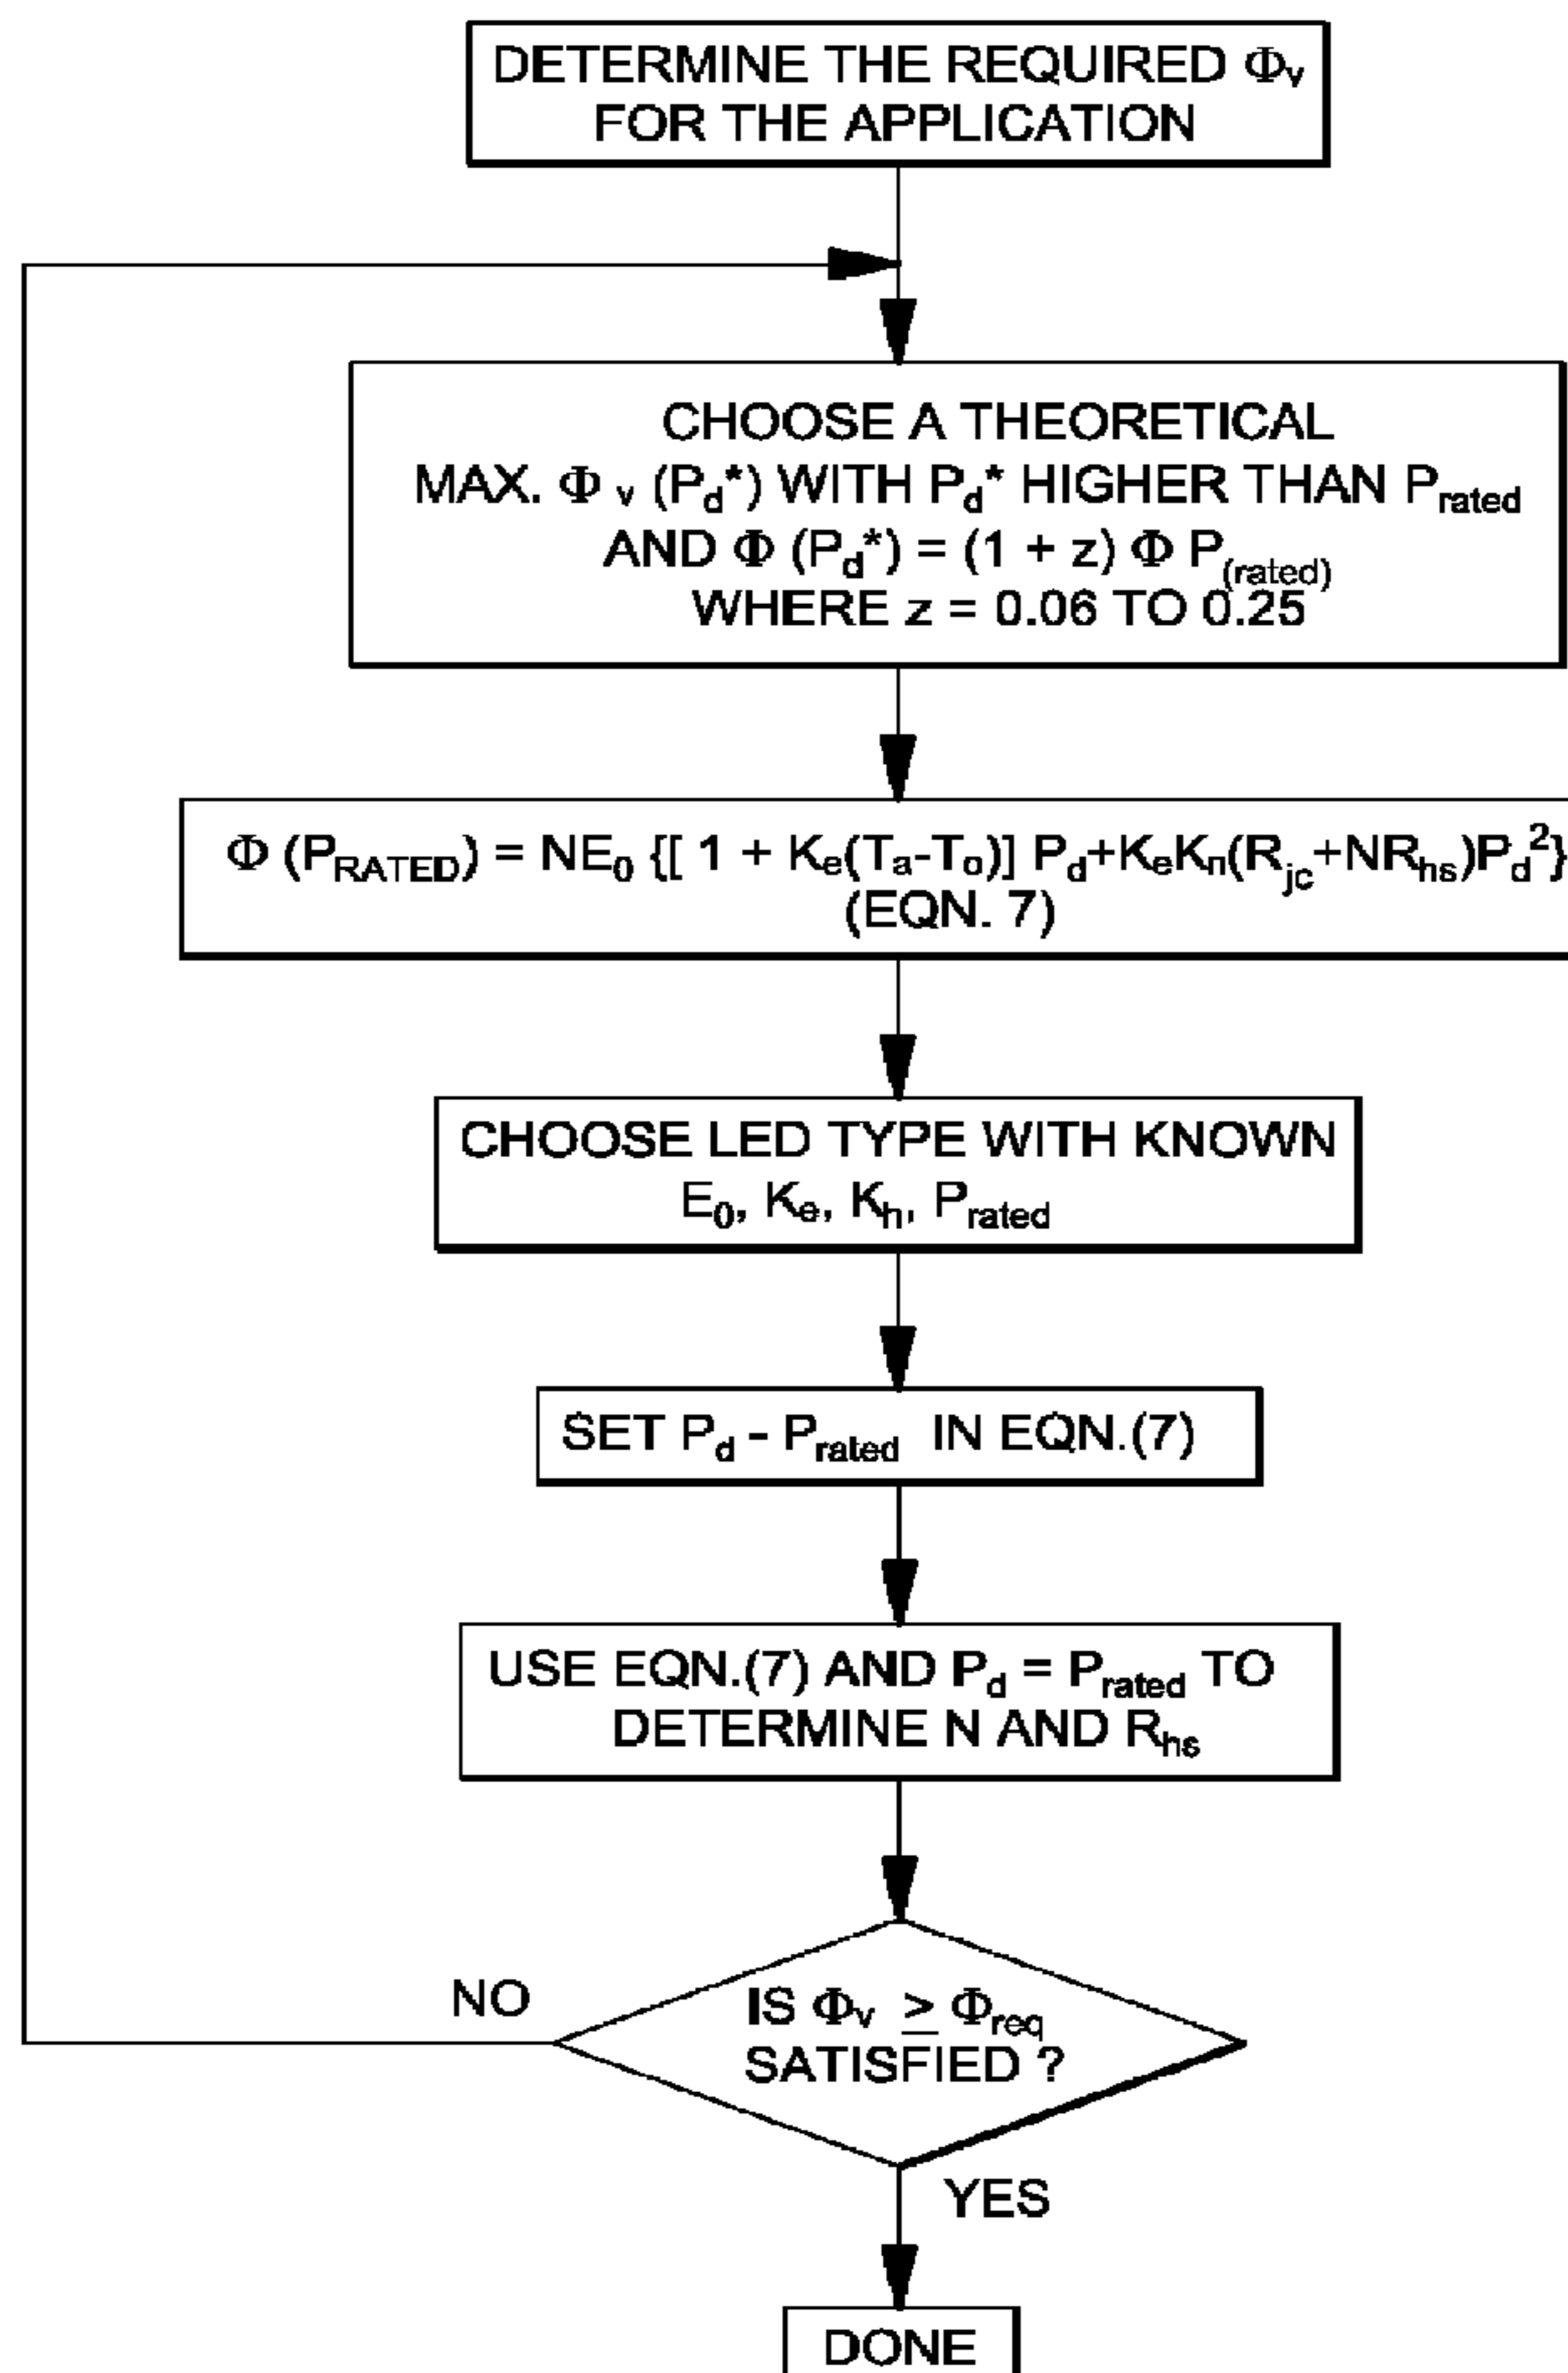 DETERMINE THE REQUIRED Φv
FOR THE APPLICATION
CHOOSE A THEORETICAL
MAX. Φ v (Pd*) WITH Pd* HIGHER THAN Prated
AND Φ (Pd*) = (1 + z) Φ P(rated)
WHERE z = 0.06 TO 0.25
Φ (PRATED) = NE0 {[ 1 + Ke(Ta-To)] Pd+KeKh(Rjc+NRhs)Pd2}
(EQN. 7)
CHOOSE LED TYPE WITH KNOWN
E0, Ke, Kh, Prated
SET Pd - Prated IN EQN.(7)
USE EQN.(7) AND Pd = Prated TO
DETERMINE N AND Rhs
NO
IS Φv ≥ Φreq
SATISFIED ?
YES
DONE